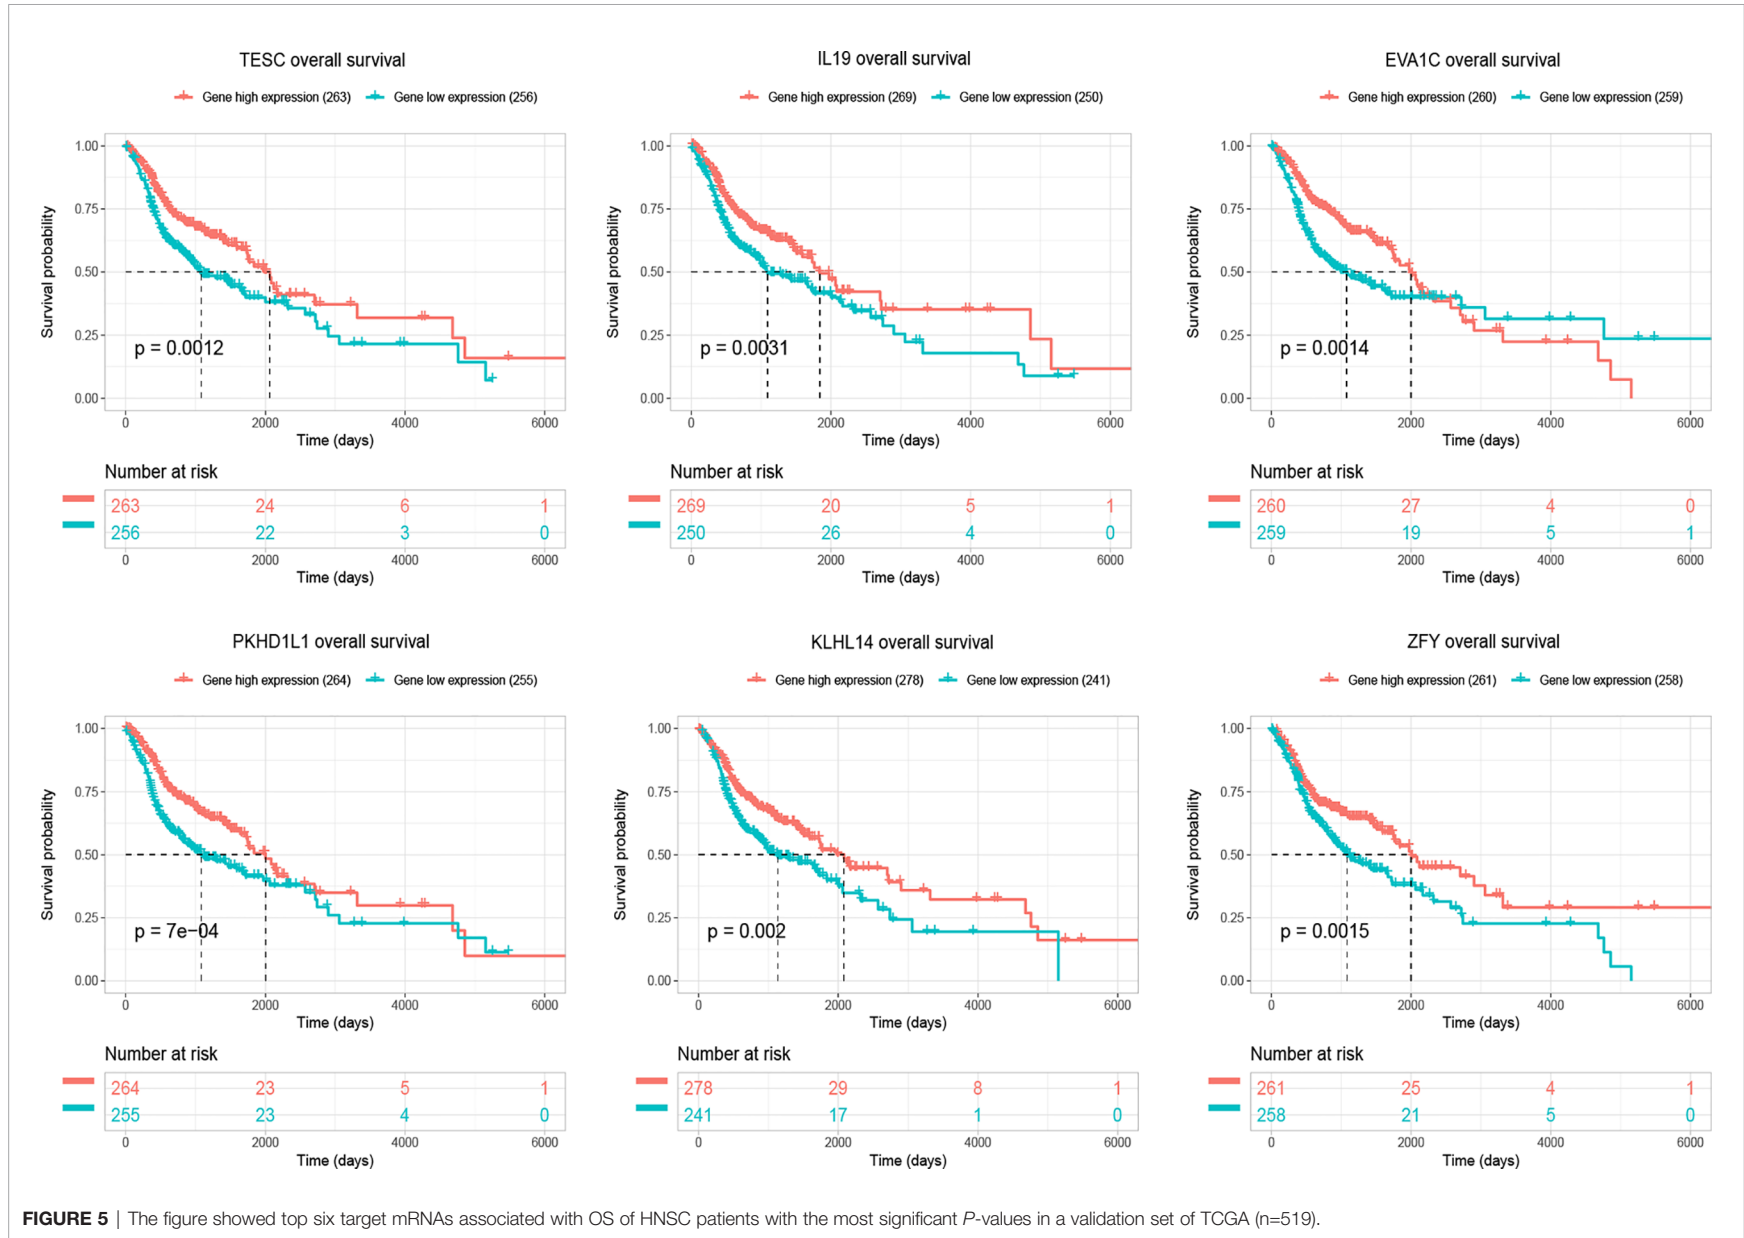 TESC overall survival
Gene high expression (263) Gene low expression (256)
Survival probability
1.00
0.75
0.50
0.25
0.00
p = 0.0012
0 2000 4000 6000
Time (days)
Number at risk
263 24 6 1
256 22 3 0
0 2000 4000 6000
Time (days)
IL19 overall survival
Gene high expression (269) Gene low expression (250)
Survival probability
1.00
0.75
0.50
0.25
0.00
p = 0.0031
0 2000 4000 6000
Time (days)
Number at risk
269 20 5 1
250 26 4 0
0 2000 4000 6000
Time (days)
EVA1C overall survival
Gene high expression (260) Gene low expression (259)
Survival probability
1.00
0.75
0.50
0.25
0.00
p = 0.0014
0 2000 4000 6000
Time (days)
Number at risk
260 27 4 0
259 19 5 1
0 2000 4000 6000
Time (days)
PKHD1L1 overall survival
Gene high expression (264) Gene low expression (255)
Survival probability
1.00
0.75
0.50
0.25
0.00
p = 7e−04
0 2000 4000 6000
Time (days)
Number at risk
264 23 5 1
255 23 4 0
0 2000 4000 6000
Time (days)
KLHL14 overall survival
Gene high expression (278) Gene low expression (241)
Survival probability
1.00
0.75
0.50
0.25
0.00
p = 0.002
0 2000 4000 6000
Time (days)
Number at risk
278 29 8 1
241 17 1 0
0 2000 4000 6000
Time (days)
ZFY overall survival
Gene high expression (261) Gene low expression (258)
Survival probability
1.00
0.75
0.50
0.25
0.00
p = 0.0015
0 2000 4000 6000
Time (days)
Number at risk
261 25 4 1
258 21 5 0
0 2000 4000 6000
Time (days)
FIGURE 5 | The figure showed top six target mRNAs associated with OS of HNSC patients with the most significant P-values in a validation set of TCGA (n=519).